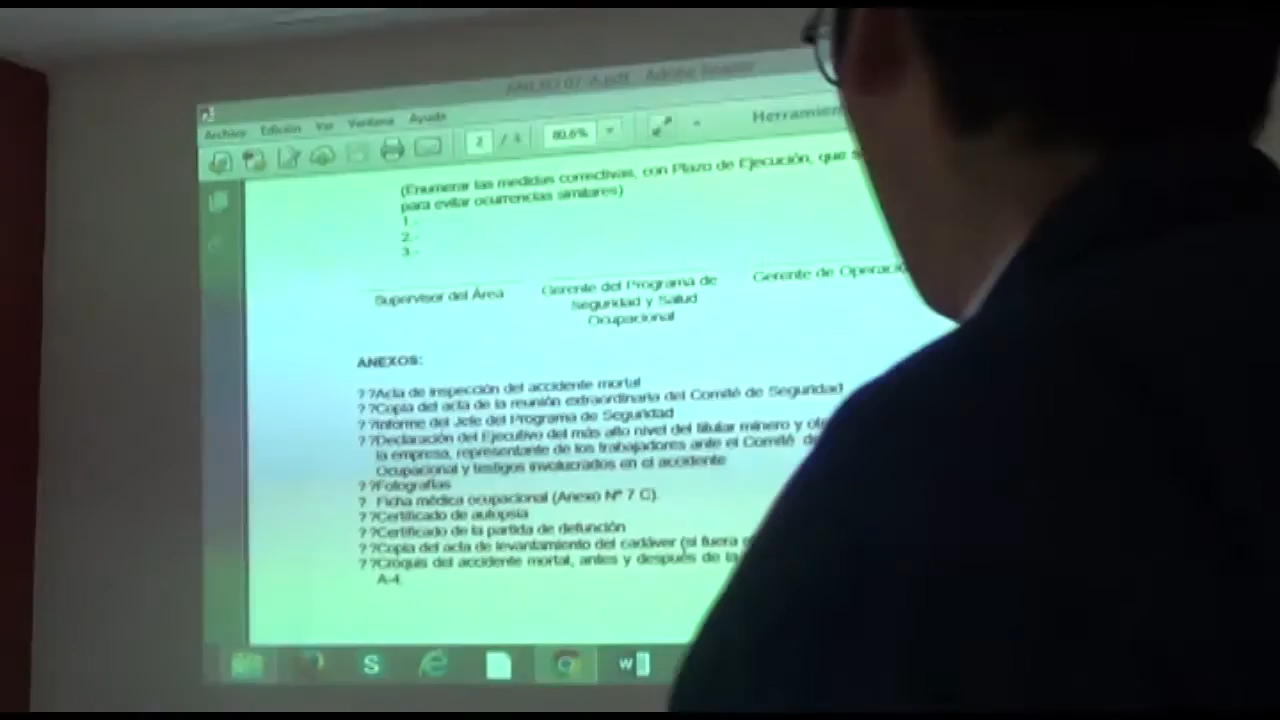 ANEXO 07-A.pdf - Adobe Reader
Archivo Edición Ver Ventana Ayuda
2 / 4 80,6% Herramien
(Enumerar las medidas correctivas, con Plazo de Ejecución, que s
para evitar ocurrencias similares)
1.-
2.-
3.-
Supervisor del Área Gerente del Programa de Gerente de Operacio
Seguridad y Salud
Ocupacional
ANEXOS:
? ?Acta de inspección del accidente mortal
? ?Copia del acta de la reunión extraordinaria del Comité de Seguridad
? ?Informe del Jefe del Programa de Seguridad
? ?Declaración del Ejecutivo del más alto nivel del titular minero y
la empresa, representante de los trabajadores ante el Comité de
Ocupacional y testigos involucrados en el accidente
? ?Fotografías
? Ficha médica ocupacional (Anexo Nº 7 C).
? ?Certificado de autopsia
? ?Certificado de la partida de defunción
? ?Copia del acta de levantamiento del cadáver (si fuera
? ?Croquis del accidente mortal, antes y después de la
A-4.
S W